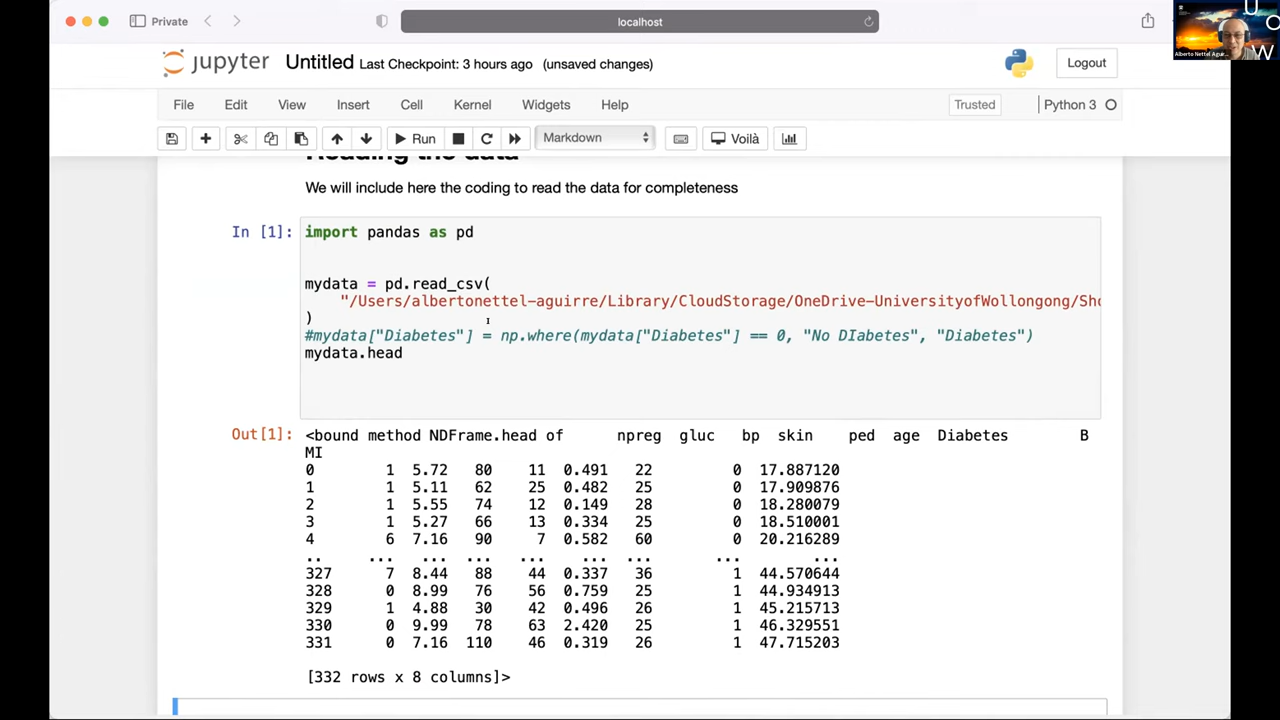 Private
localhost
jupyter Untitled Last Checkpoint: 3 hours ago (unsaved changes)
Logout
File Edit View Insert Cell Kernel Widgets Help
Trusted
Python 3
Run
Markdown
Voilà
Reading the data
We will include here the coding to read the data for completeness
In [1]:
import pandas as pd
mydata = pd.read_csv(
"/Users/albertonettel-aguirre/Library/CloudStorage/OneDrive-UniversityofWollongong/Sho
)
#mydata["Diabetes"] = np.where(mydata["Diabetes"] == 0, "No DIabetes", "Diabetes")
mydata.head
Out[1]:
<bound method NDFrame.head of npreg gluc bp skin ped age Diabetes B
MI
0 1 5.72 80 11 0.491 22 0 17.887120
1 1 5.11 62 25 0.482 25 0 17.909876
2 1 5.55 74 12 0.149 28 0 18.280079
3 1 5.27 66 13 0.334 25 0 18.510001
4 6 7.16 90 7 0.582 60 0 20.216289
.. ... ... ... ... ... ... ... ...
327 7 8.44 88 44 0.337 36 1 44.570644
328 0 8.99 76 56 0.759 25 1 44.934913
329 1 4.88 30 42 0.496 26 1 45.215713
330 0 9.99 78 63 2.420 25 1 46.329551
331 0 7.16 110 46 0.319 26 1 47.715203
[332 rows x 8 columns]>
U
O
W
Alberto Nettel Agui...